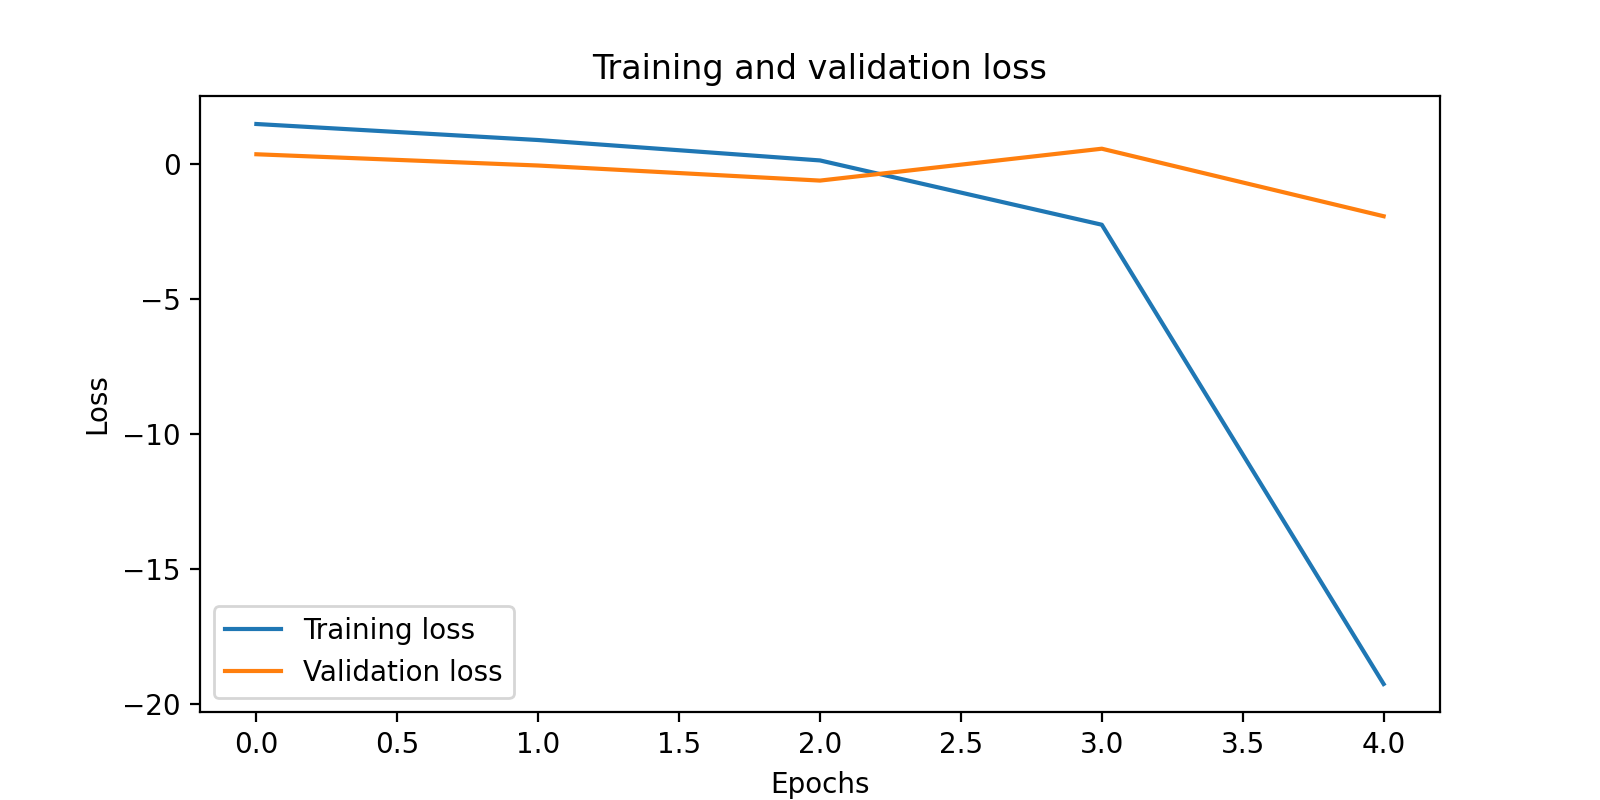 Training and validation loss
0
−5
−10
−15
−20
Loss
Training loss
Validation loss
0.0 0.5 1.0 1.5 2.0 2.5 3.0 3.5 4.0
Epochs